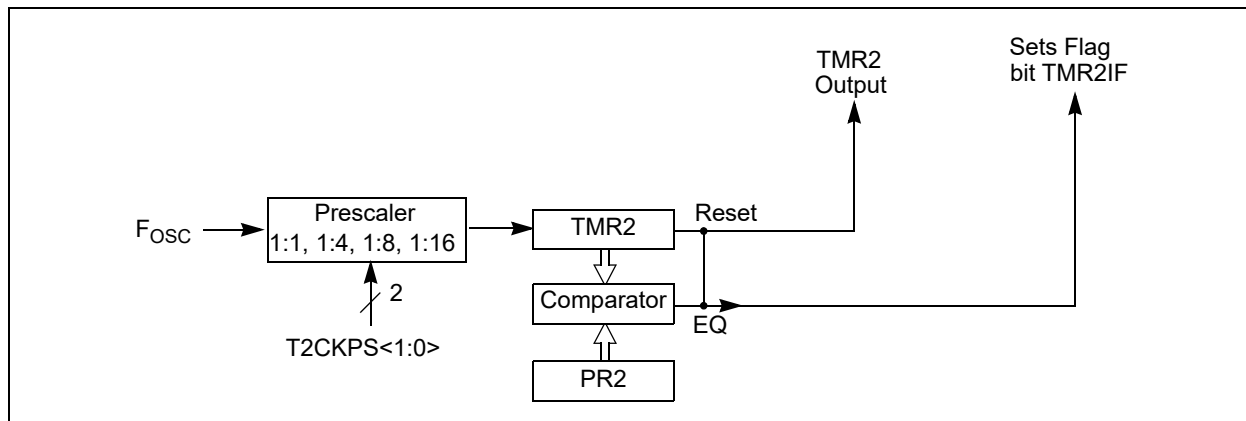 TMR2
Output
Sets Flag
bit TMR2IF
FOSC
Prescaler
1:1, 1:4, 1:8, 1:16
2
T2CKPS<1:0>
TMR2
Reset
Comparator
EQ
PR2